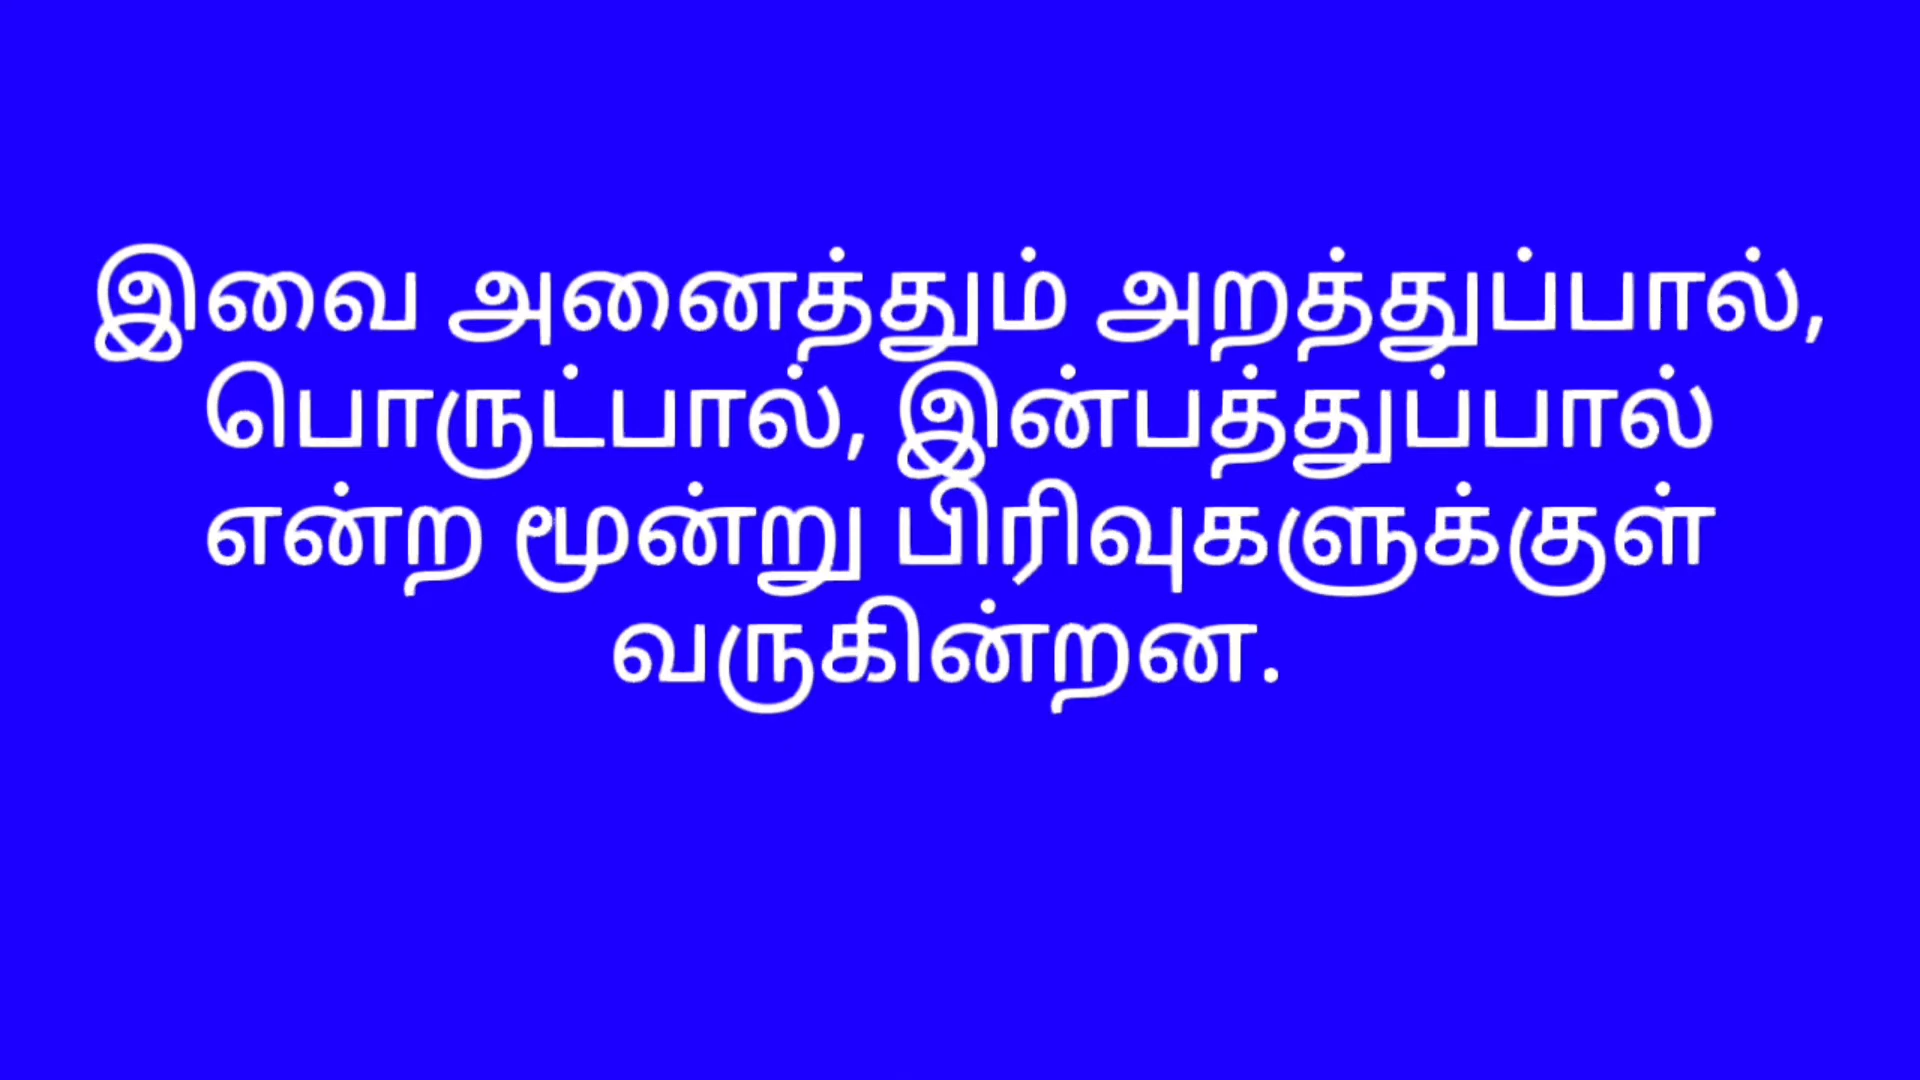 இவை அனைத்தும் அறத்துப்பால்,
பொருட்பால், இன்பத்துப்பால்
என்ற மூன்று பிரிவுகளுக்குள்
வருகின்றன.